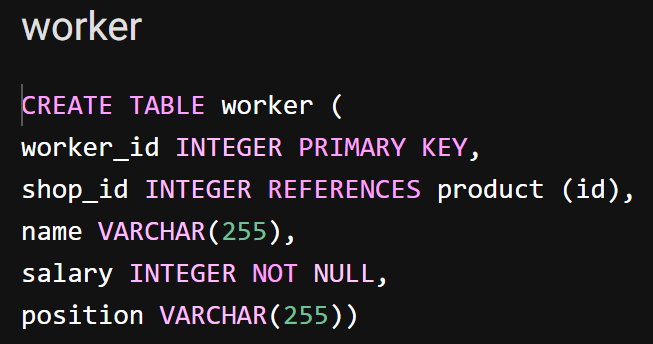 worker
CREATE TABLE worker (
worker_id INTEGER PRIMARY KEY,
shop_id INTEGER REFERENCES product (id),
name VARCHAR(255),
salary INTEGER NOT NULL,
position VARCHAR(255))